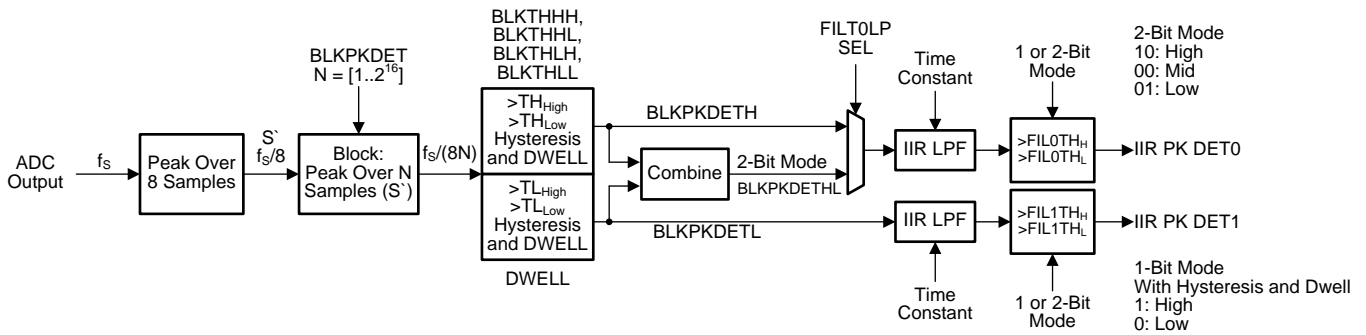 BLKTHHH,
BLKTHHL,
BLKTHLH,
BLKTHLL
BLKPKDET
N = [1..2^16]
FILT0LP
SEL
Time
Constant
1 or 2-Bit
Mode
2-Bit Mode
10: High
00: Mid
01: Low
ADC
Output
fS
Peak Over
8 Samples
S`
fS/8
Block:
Peak Over N
Samples (S`)
fS/(8N)
>THHigh
>THLow
Hysteresis
and DWELL
>TLHigh
>TLLow
Hysteresis
and DWELL
DWELL
BLKPKDETH
Combine
2-Bit Mode
BLKPKDETHL
BLKPKDETL
IIR LPF
>FIL0THH
>FIL0THL
IIR PK DET0
IIR LPF
>FIL1THH
>FIL1THL
IIR PK DET1
Time
Constant
1 or 2-Bit
Mode
1-Bit Mode
With Hysteresis and Dwell
1: High
0: Low